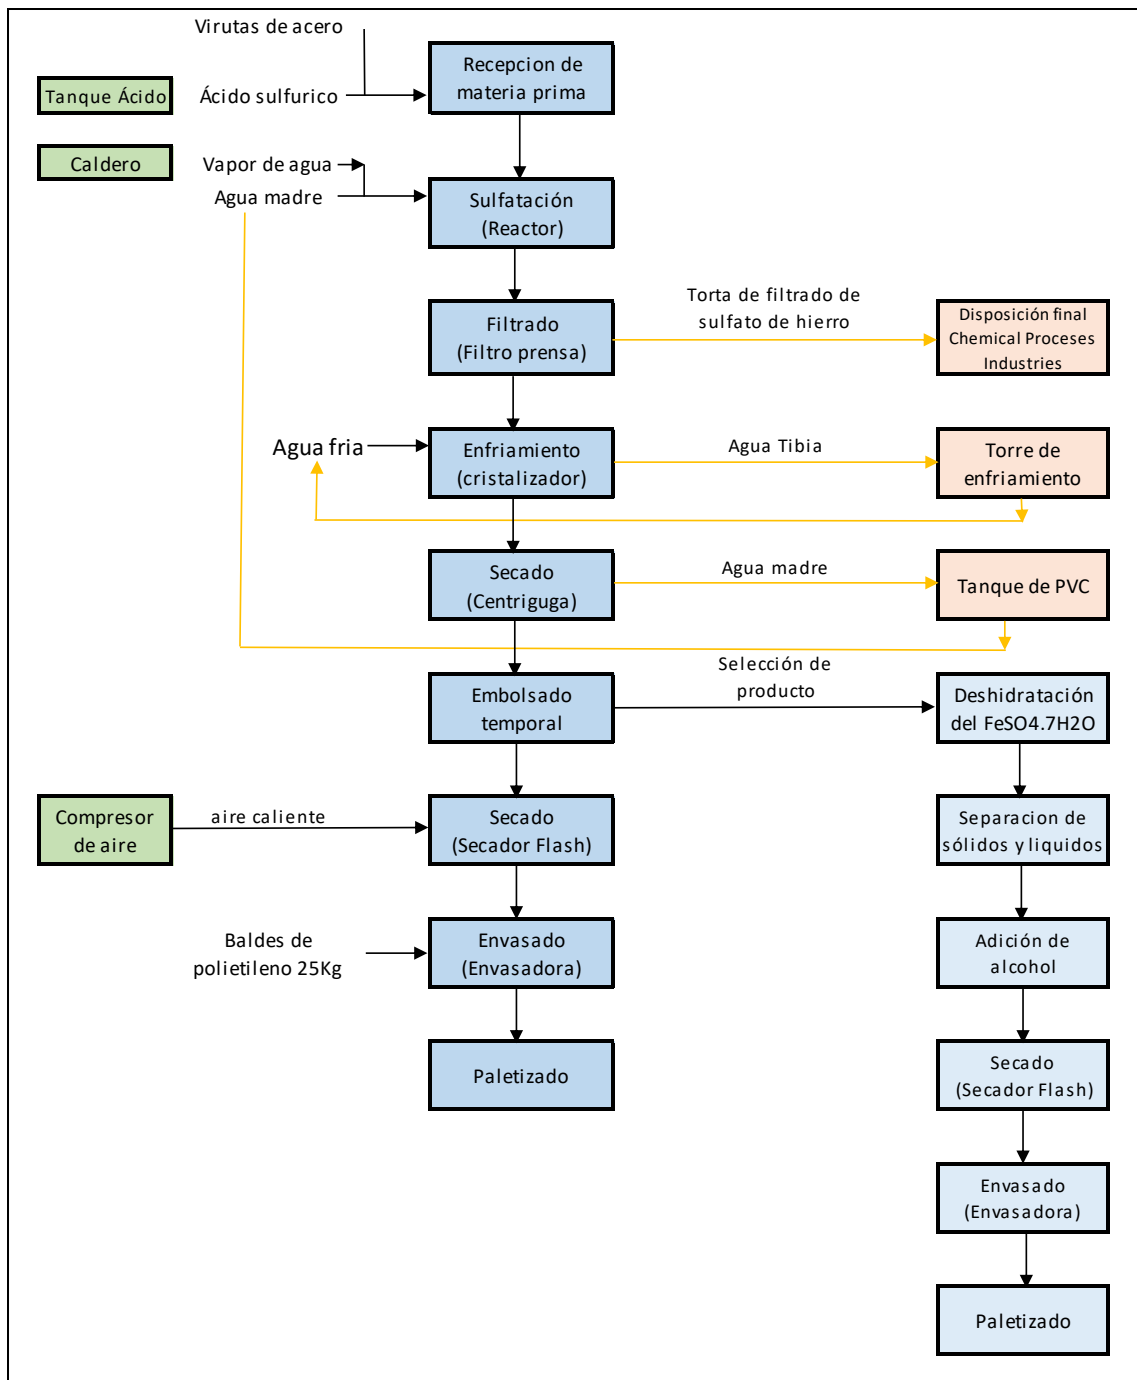 Virutas de acero
Recepcion de
materia prima
Tanque Ácido
Ácido sulfurico
Caldero
Vapor de agua
Agua madre
Sulfatación
(Reactor)
Torta de filtrado de
sulfato de hierro
Filtrado
(Filtro prensa)
Disposición final
Chemical Proceses
Industries
Agua fria
Enfriamiento
(cristalizador)
Agua Tibia
Torre de
enfriamiento
Secado
(Centriguga)
Agua madre
Tanque de PVC
Selección de
producto
Embolsado
temporal
Deshidratación
del FeSO4.7H2O
Compresor
de aire
aire caliente
Secado
(Secador Flash)
Separacion de
sólidos y liquidos
Baldes de
polietileno 25Kg
Envasado
(Envasadora)
Adición de
alcohol
Paletizado
Secado
(Secador Flash)
Envasado
(Envasadora)
Paletizado